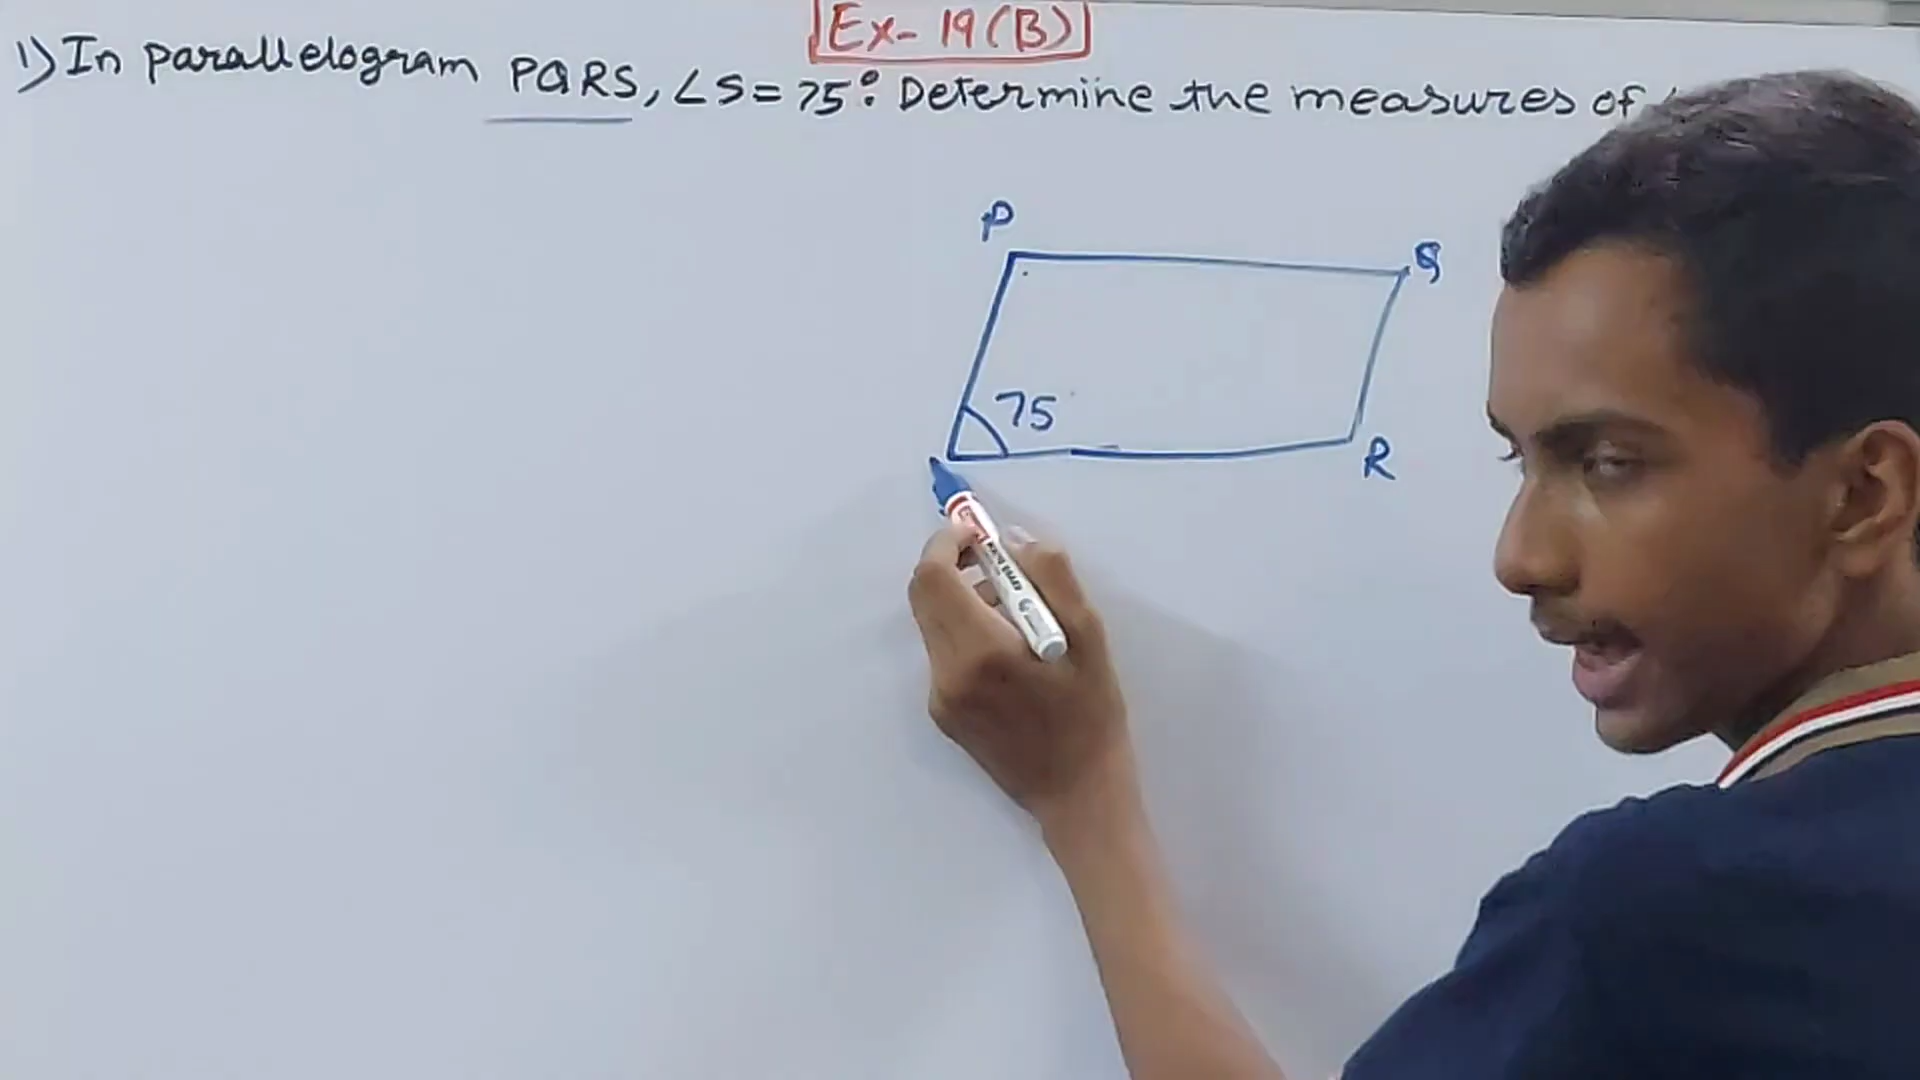 Ex- 19(B)
1) In parallelogram PQRS, ∠S = 75°. Determine the measures of
P
Q
75
R